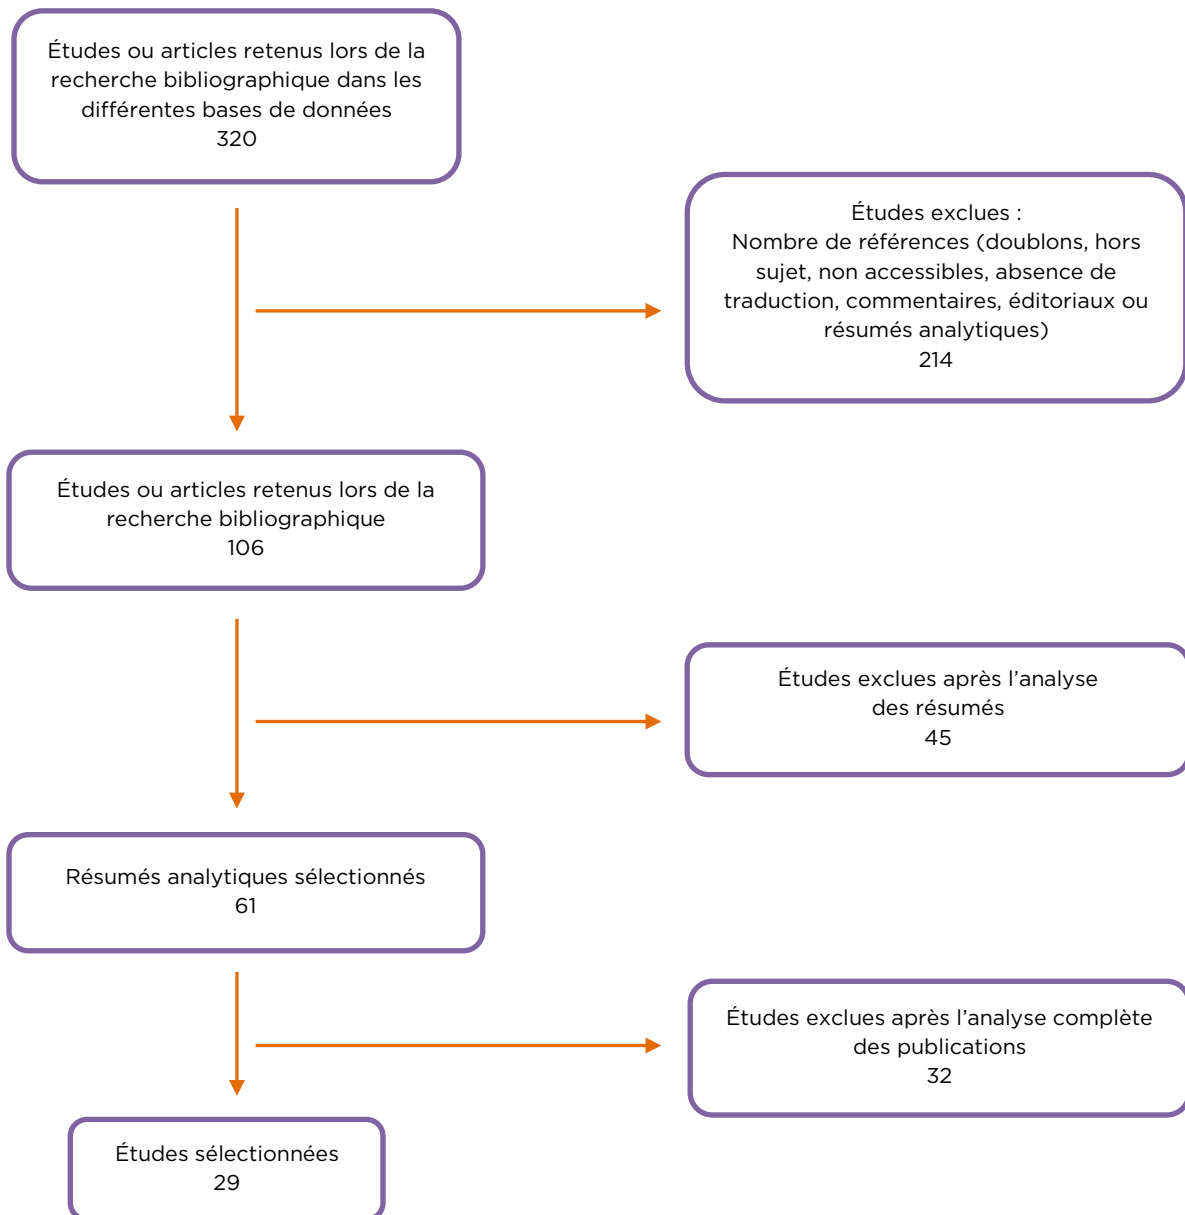 Études ou articles retenus lors de la
recherche bibliographique dans les
différentes bases de données
320
Études exclues :
Nombre de références (doublons, hors
sujet, non accessibles, absence de
traduction, commentaires, éditoriaux ou
résumés analytiques)
214
Études ou articles retenus lors de la
recherche bibliographique
106
Études exclues après l’analyse
des résumés
45
Résumés analytiques sélectionnés
61
Études exclues après l’analyse complète
des publications
32
Études sélectionnées
29